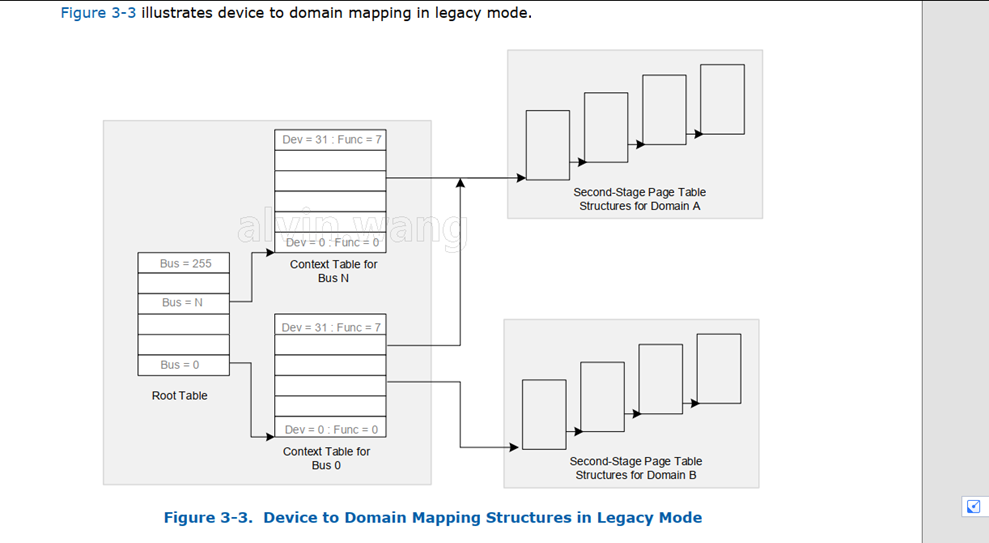 Figure 3-3 illustrates device to domain mapping in legacy mode.
Dev = 31 : Func = 7
alvin.wang
Dev = 0 : Func = 0
Context Table for
Bus N
Second-Stage Page Table
Structures for Domain A
Bus = 255
Bus = N
Bus = 0
Root Table
Dev = 31 : Func = 7
Dev = 0 : Func = 0
Context Table for
Bus 0
Second-Stage Page Table
Structures for Domain B
Figure 3-3. Device to Domain Mapping Structures in Legacy Mode